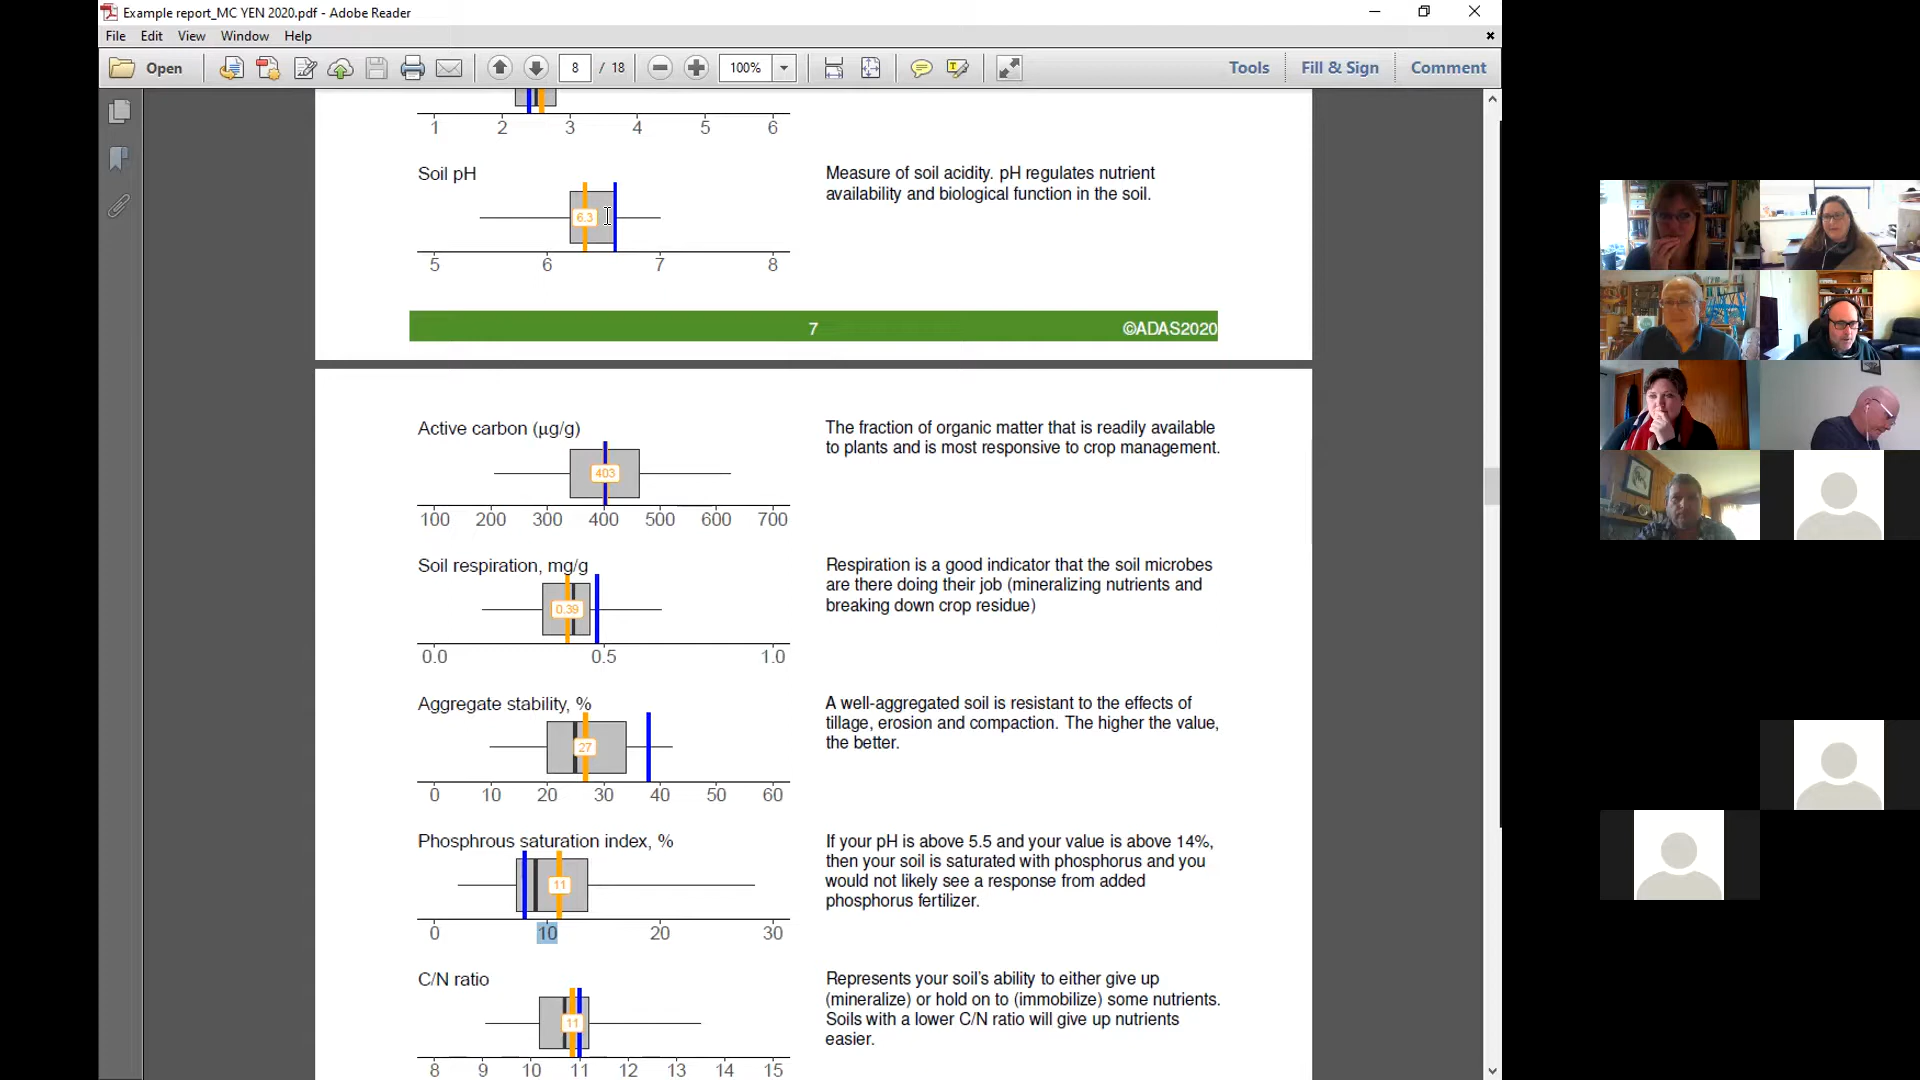 Example report_MC YEN 2020.pdf - Adobe Reader
File Edit View Window Help
Open 8 / 18 100% Tools Fill & Sign Comment
1 2 3 4 5 6
Soil pH
6.3
5 6 7 8
Measure of soil acidity. pH regulates nutrient
availability and biological function in the soil.
7 ©ADAS2020
Active carbon (µg/g)
403
100 200 300 400 500 600 700
The fraction of organic matter that is readily available
to plants and is most responsive to crop management.
Soil respiration, mg/g
0.39
0.0 0.5 1.0
Respiration is a good indicator that the soil microbes
are there doing their job (mineralizing nutrients and
breaking down crop residue)
Aggregate stability, %
27
0 10 20 30 40 50 60
A well-aggregated soil is resistant to the effects of
tillage, erosion and compaction. The higher the value,
the better.
Phosphrous saturation index, %
11
0 10 20 30
If your pH is above 5.5 and your value is above 14%,
then your soil is saturated with phosphorus and you
would not likely see a response from added
phosphorus fertilizer.
C/N ratio
11
8 9 10 11 12 13 14 15
Represents your soil's ability to either give up
(mineralize) or hold on to (immobilize) some nutrients.
Soils with a lower C/N ratio will give up nutrients
easier.